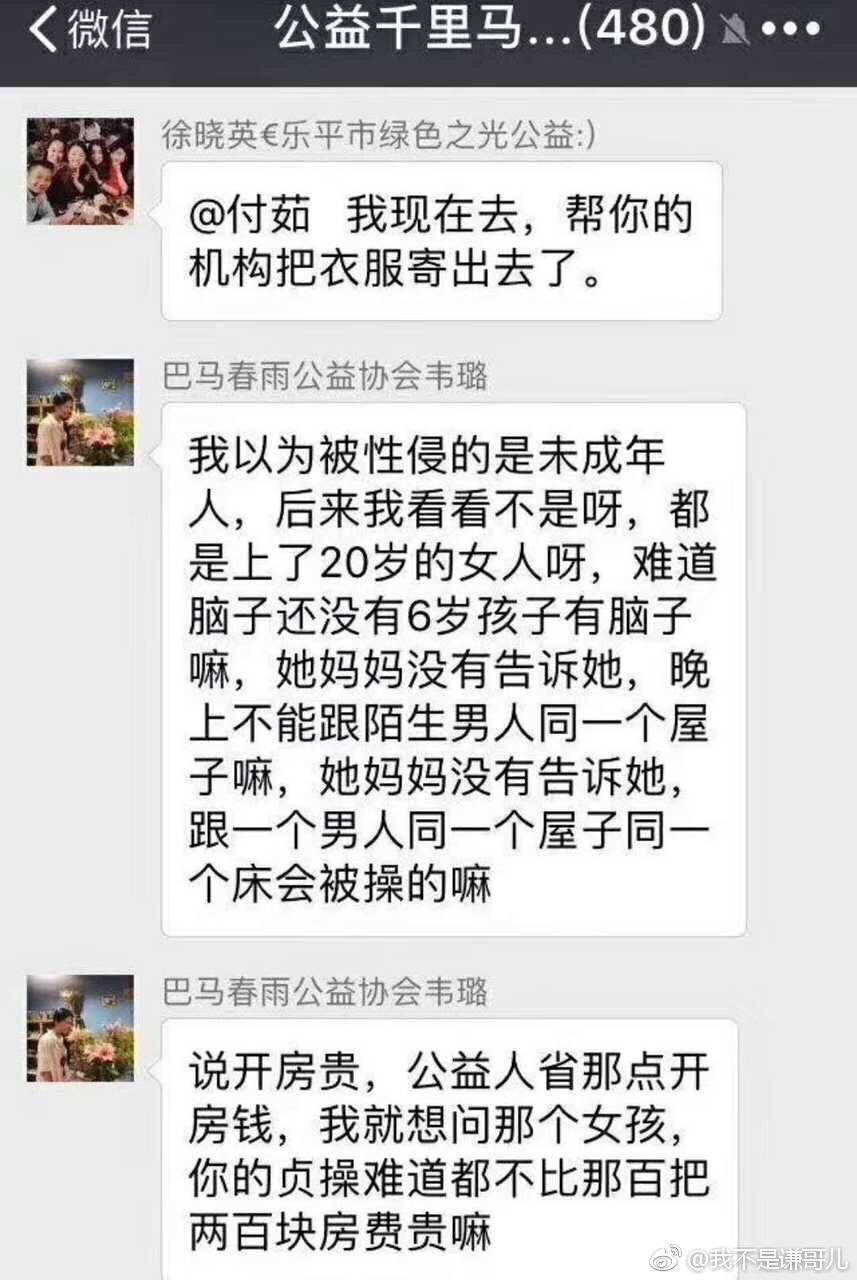 微信
公益千里马...(480)
徐晓英€乐平市绿色之光公益:)
@付茹 我现在去，帮你的
机构把衣服寄出去了。
巴马春雨公益协会韦璐
我以为被性侵的是未成年
人，后来我看看不是呀，都
是上了20岁的女人呀，难道
脑子还没有6岁孩子有脑子
嘛，她妈妈没有告诉她，晚
上不能跟陌生男人同一个屋
子嘛，她妈妈没有告诉她，
跟一个男人同一个屋子同一
个床会被操的嘛
巴马春雨公益协会韦璐
说开房贵，公益人省那点开
房钱，我就想问那个女孩，
你的贞操难道都不比那百把
两百块房费贵嘛
@我不是谦哥儿